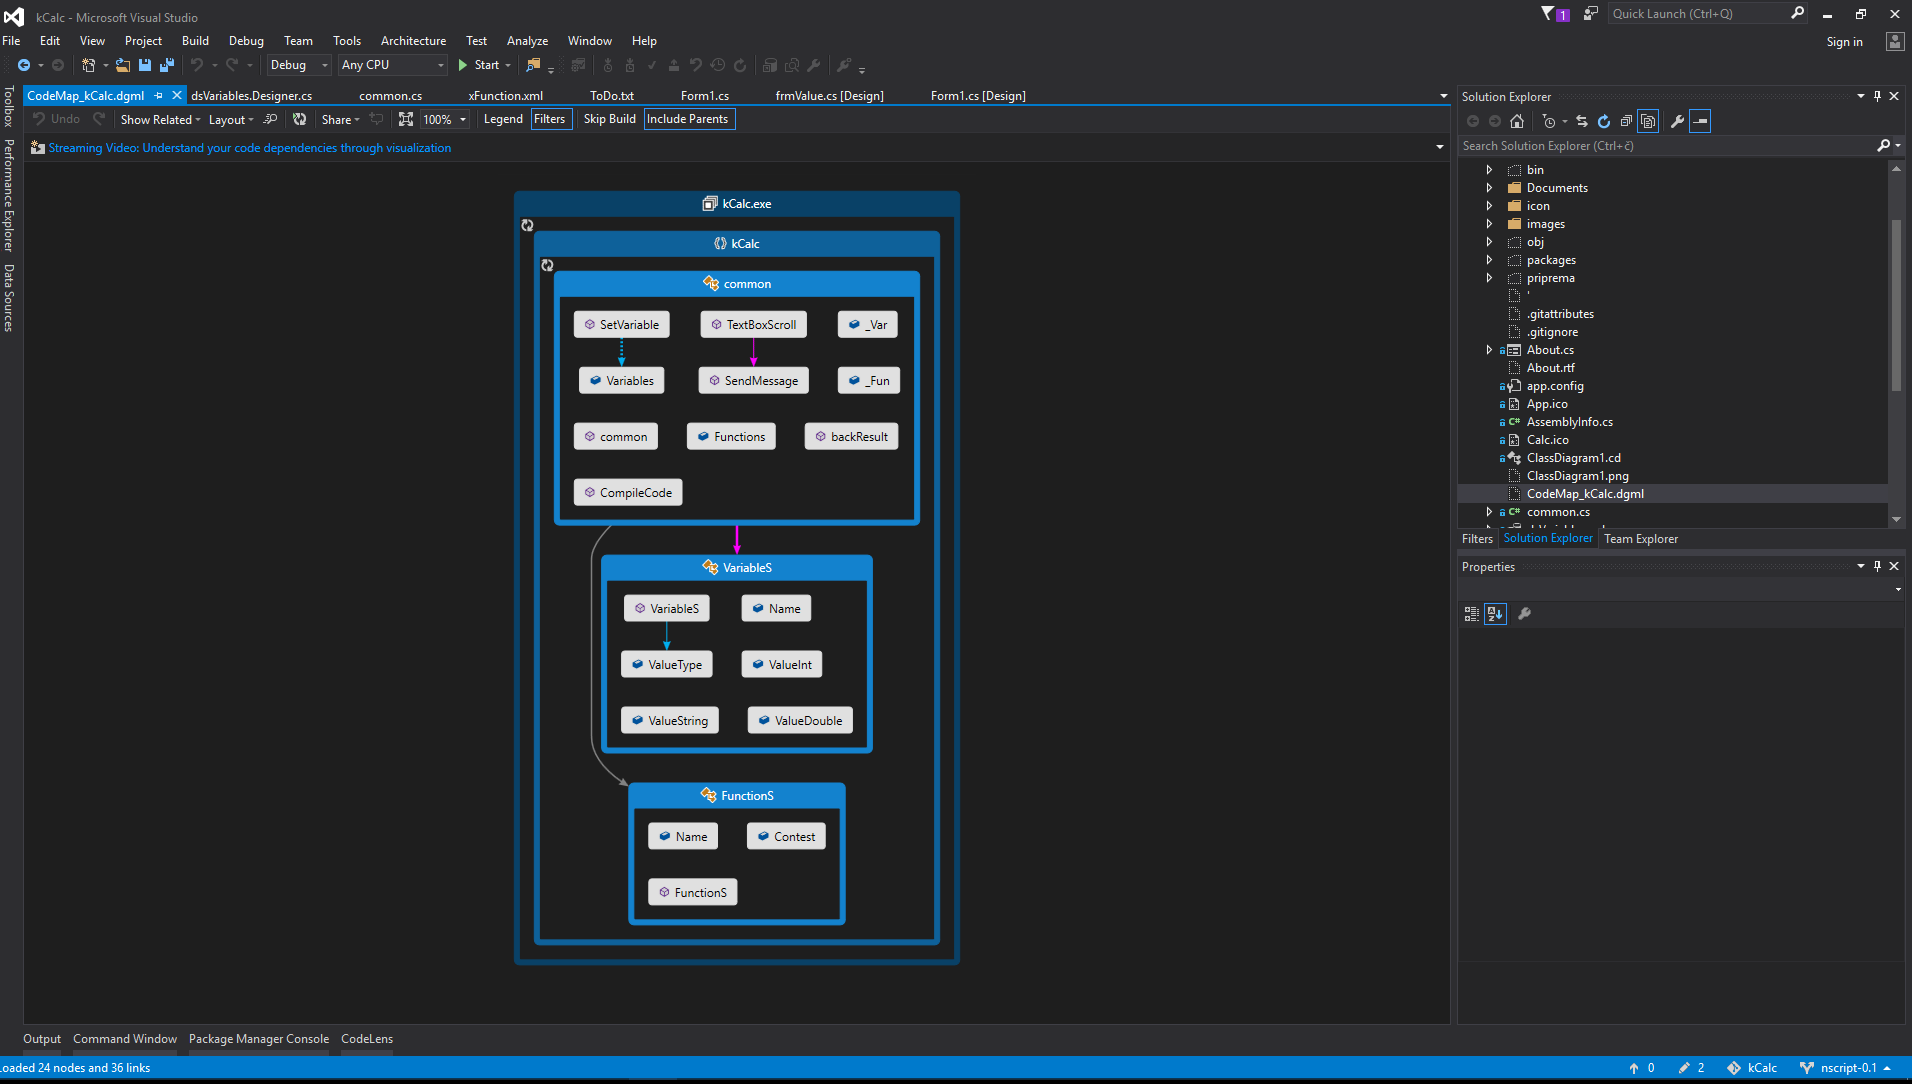 kCalc - Microsoft Visual Studio
1
Quick Launch (Ctrl+Q)
File Edit View Project Build Debug Team Tools Architecture Test Analyze Window Help
Sign in
Debug Any CPU Start
CodeMap_kCalc.dgml dsVariables.Designer.cs common.cs xFunction.xml ToDo.txt Form1.cs frmValue.cs [Design] Form1.cs [Design]
Undo Show Related Layout Share 100% Legend Filters Skip Build Include Parents
Streaming Video: Understand your code dependencies through visualization
Toolbox
Performance Explorer
Data Sources
kCalc.exe
kCalc
common
SetVariable TextBoxScroll _Var
Variables SendMessage _Fun
common Functions backResult
CompileCode
VariableS
VariableS Name
ValueType ValueInt
ValueString ValueDouble
FunctionS
Name Contest
FunctionS
Solution Explorer
Search Solution Explorer (Ctrl+č)
bin
Documents
icon
images
obj
packages
priprema
'
.gitattributes
.gitignore
About.cs
About.rtf
app.config
App.ico
AssemblyInfo.cs
Calc.ico
ClassDiagram1.cd
ClassDiagram1.png
CodeMap_kCalc.dgml
common.cs
Filters Solution Explorer Team Explorer
Properties
Output Command Window Package Manager Console CodeLens
Loaded 24 nodes and 36 links
0 2 kCalc nscript-0.1